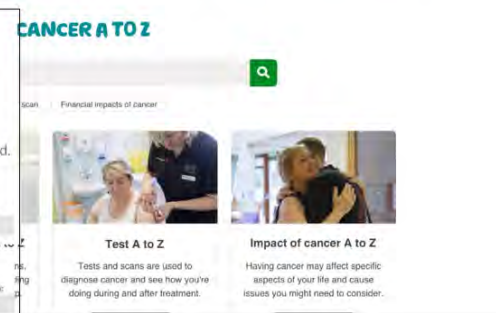 CANCER A TO Z
scan
Financial impacts of cancer
d.
Z
Test A to Z
Impact of cancer A to Z
ns.
Tests and scans are used to
Having cancer may affect specific
ing
diagnose cancer and see how you're
aspects of your life and cause
p.
doing during and after treatment.
issues you might need to consider.